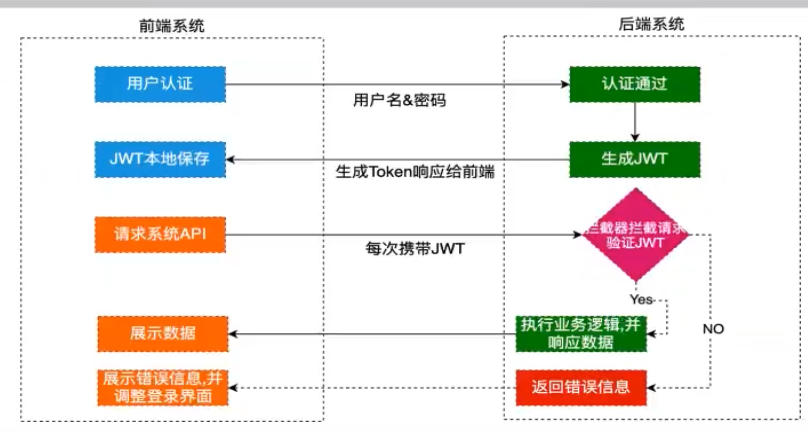 前端系统
后端系统
用户认证
用户名&密码
认证通过
JWT本地保存
生成Token响应给前端
生成JWT
请求系统API
每次携带JWT
拦截器拦截请求
验证JWT
Yes
NO
展示数据
执行业务逻辑,并
响应数据
展示错误信息,并
调整登录界面
返回错误信息